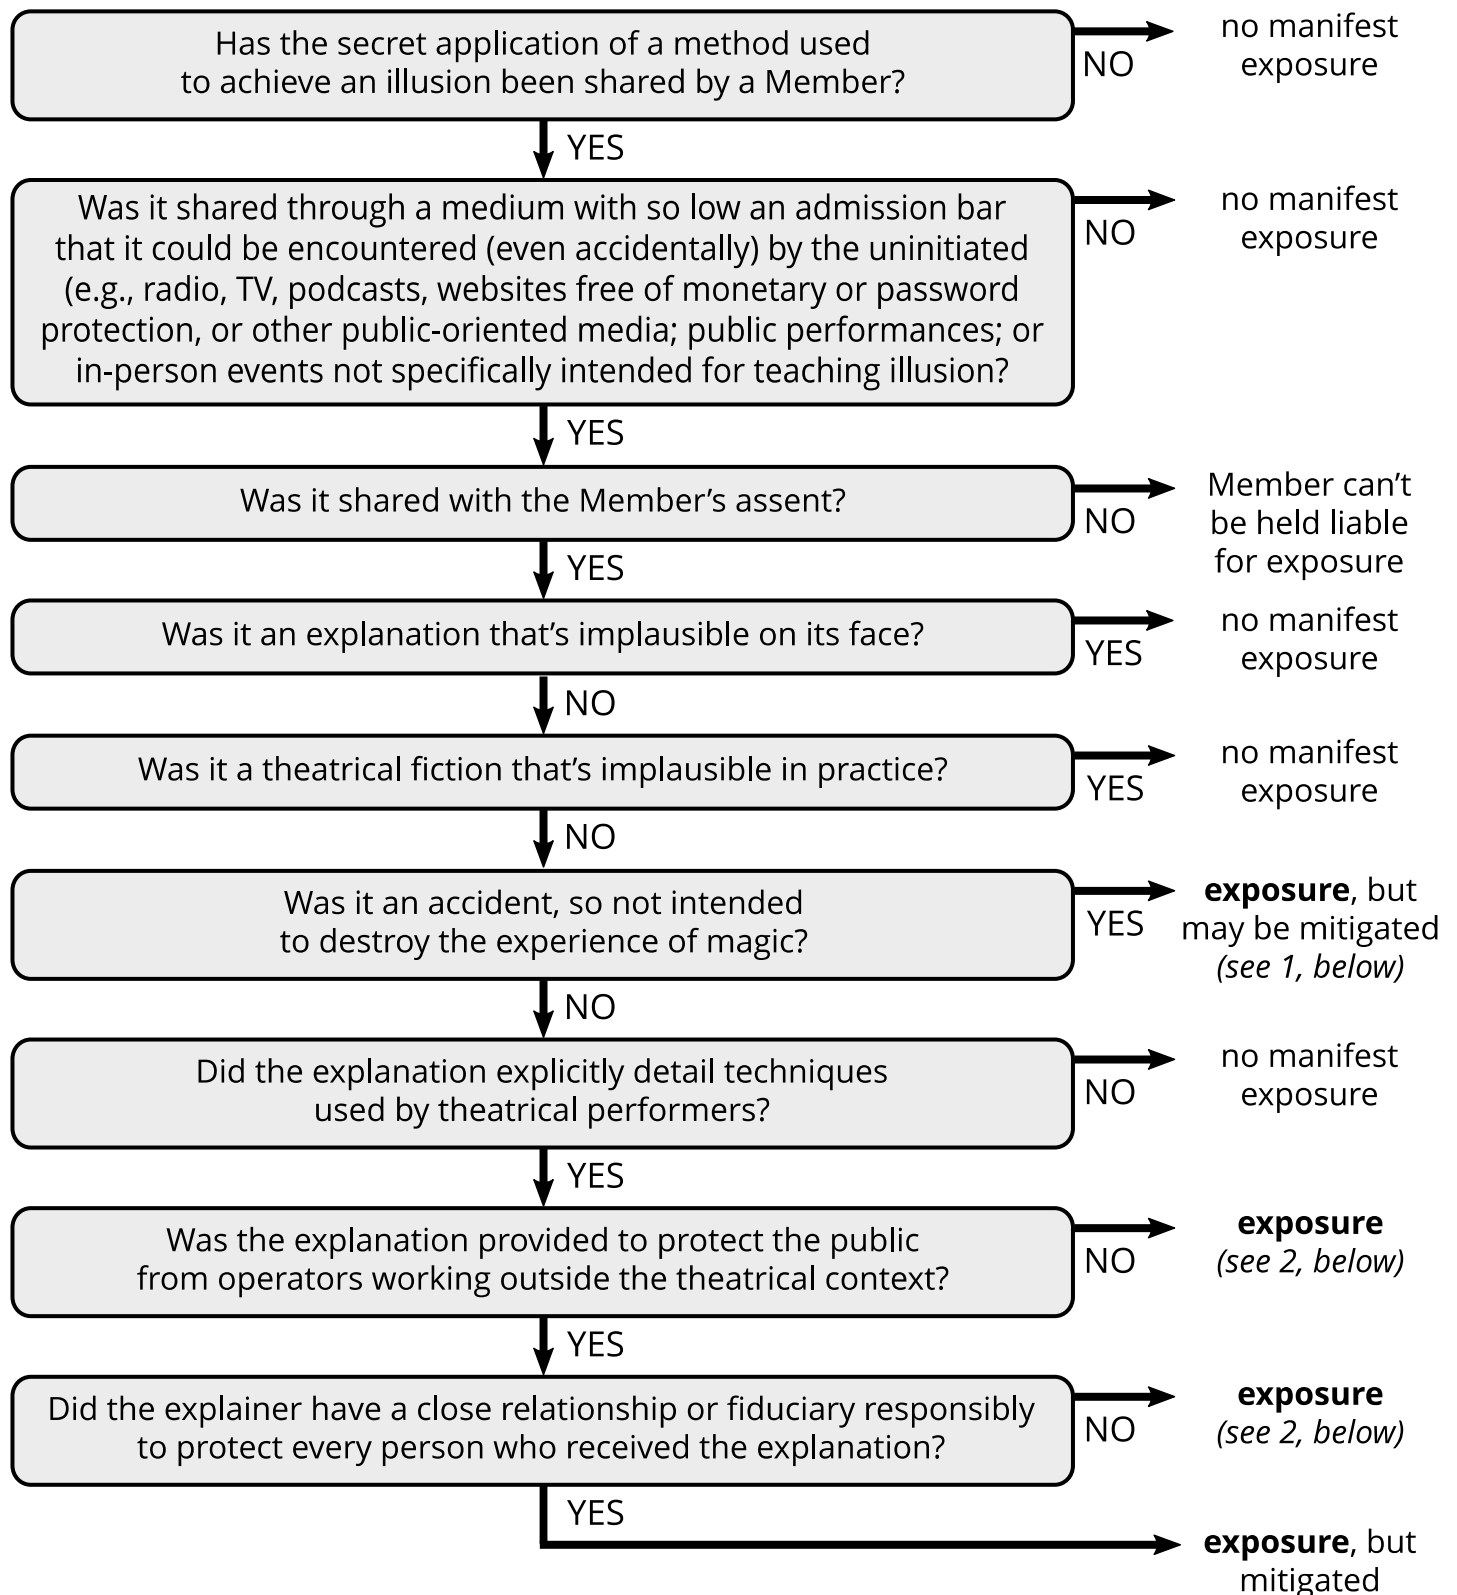 Has the secret application of a method used
to achieve an illusion been shared by a Member?
NO
no manifest
exposure
YES
Was it shared through a medium with so low an admission bar
that it could be encountered (even accidentally) by the uninitiated
(e.g., radio, TV, podcasts, websites free of monetary or password
protection, or other public-oriented media; public performances; or
in-person events not specifically intended for teaching illusion?
NO
no manifest
exposure
YES
Was it shared with the Member’s assent?
NO
Member can’t
be held liable
for exposure
YES
Was it an explanation that’s implausible on its face?
YES
no manifest
exposure
NO
Was it a theatrical fiction that’s implausible in practice?
YES
no manifest
exposure
NO
Was it an accident, so not intended
to destroy the experience of magic?
YES
exposure, but
may be mitigated
(see 1, below)
NO
Did the explanation explicitly detail techniques
used by theatrical performers?
NO
no manifest
exposure
YES
Was the explanation provided to protect the public
from operators working outside the theatrical context?
NO
exposure
(see 2, below)
YES
Did the explainer have a close relationship or fiduciary responsibly
to protect every person who received the explanation?
NO
exposure
(see 2, below)
YES
exposure, but
mitigated